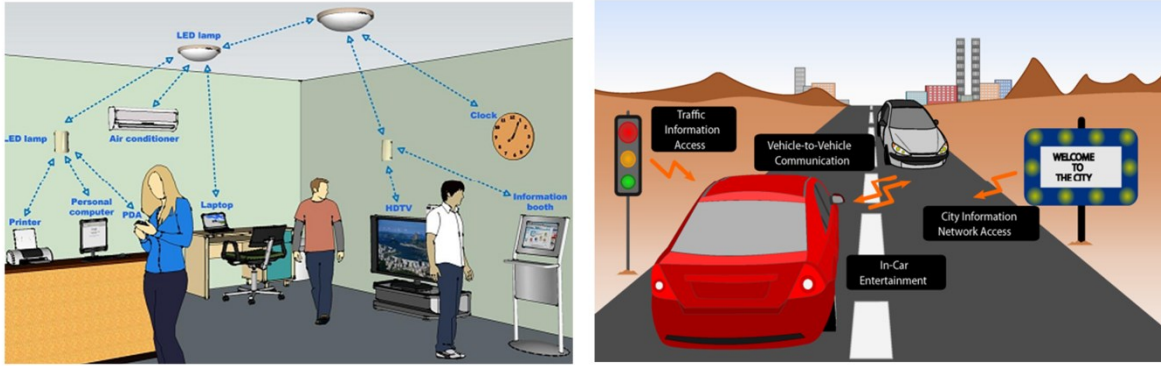 LED lamp
Clock
LED lamp
Air conditioner
Personal
computer
Printer
PDA
Laptop
HDTV
Information
booth
Traffic
Information
Access
Vehicle-to-Vehicle
Communication
WELCOME
TO
THE CITY
City Information
Network Access
In-Car
Entertainment